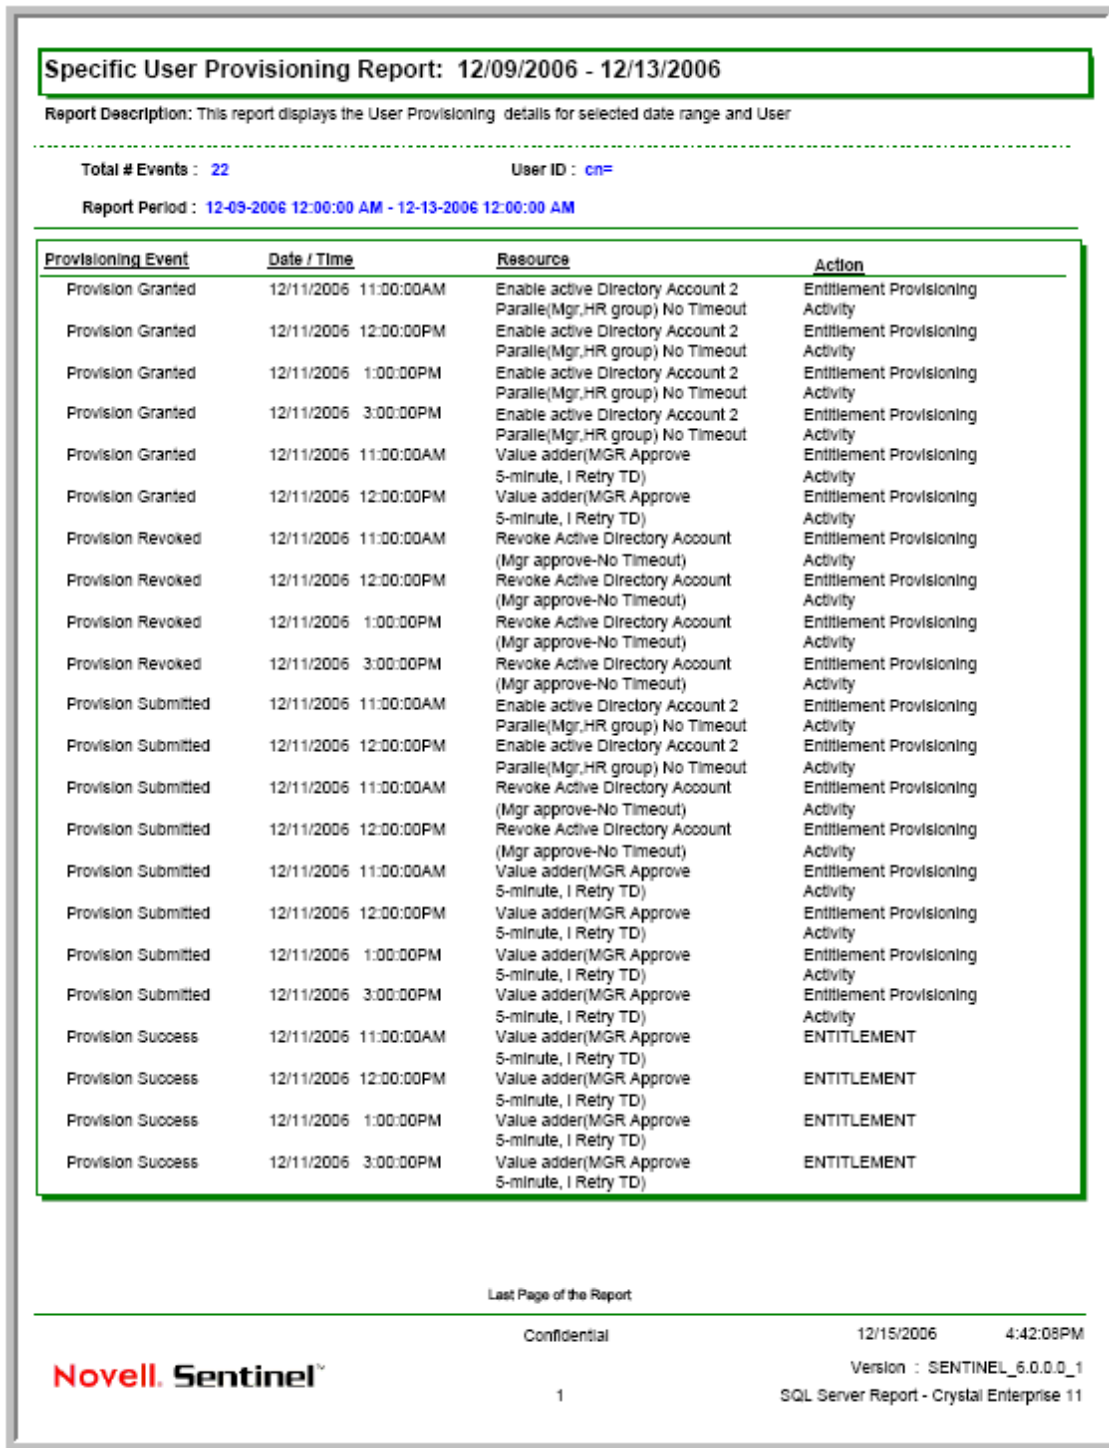 Specific User Provisioning Report: 12/09/2006 - 12/13/2006
Report Description: This report displays the User Provisioning details for selected date range and User
Total # Events : 22 User ID : cn=
Report Period : 12-09-2006 12:00:00 AM - 12-13-2006 12:00:00 AM
Provisioning Event Date / Time Resource Action
Provision Granted 12/11/2006 11:00:00AM Enable active Directory Account 2 Entitlement Provisioning
Paralle(Mgr,HR group) No Timeout Activity
Provision Granted 12/11/2006 12:00:00PM Enable active Directory Account 2 Entitlement Provisioning
Paralle(Mgr,HR group) No Timeout Activity
Provision Granted 12/11/2006 1:00:00PM Enable active Directory Account 2 Entitlement Provisioning
Paralle(Mgr,HR group) No Timeout Activity
Provision Granted 12/11/2006 3:00:00PM Enable active Directory Account 2 Entitlement Provisioning
Paralle(Mgr,HR group) No Timeout Activity
Provision Granted 12/11/2006 11:00:00AM Value adder(MGR Approve Entitlement Provisioning
5-minute, I Retry TD) Activity
Provision Granted 12/11/2006 12:00:00PM Value adder(MGR Approve Entitlement Provisioning
5-minute, I Retry TD) Activity
Provision Revoked 12/11/2006 11:00:00AM Revoke Active Directory Account Entitlement Provisioning
(Mgr approve-No Timeout) Activity
Provision Revoked 12/11/2006 12:00:00PM Revoke Active Directory Account Entitlement Provisioning
(Mgr approve-No Timeout) Activity
Provision Revoked 12/11/2006 1:00:00PM Revoke Active Directory Account Entitlement Provisioning
(Mgr approve-No Timeout) Activity
Provision Revoked 12/11/2006 3:00:00PM Revoke Active Directory Account Entitlement Provisioning
(Mgr approve-No Timeout) Activity
Provision Submitted 12/11/2006 11:00:00AM Enable active Directory Account 2 Entitlement Provisioning
Paralle(Mgr,HR group) No Timeout Activity
Provision Submitted 12/11/2006 12:00:00PM Enable active Directory Account 2 Entitlement Provisioning
Paralle(Mgr,HR group) No Timeout Activity
Provision Submitted 12/11/2006 11:00:00AM Revoke Active Directory Account Entitlement Provisioning
(Mgr approve-No Timeout) Activity
Provision Submitted 12/11/2006 12:00:00PM Revoke Active Directory Account Entitlement Provisioning
(Mgr approve-No Timeout) Activity
Provision Submitted 12/11/2006 11:00:00AM Value adder(MGR Approve Entitlement Provisioning
5-minute, I Retry TD) Activity
Provision Submitted 12/11/2006 12:00:00PM Value adder(MGR Approve Entitlement Provisioning
5-minute, I Retry TD) Activity
Provision Submitted 12/11/2006 1:00:00PM Value adder(MGR Approve Entitlement Provisioning
5-minute, I Retry TD) Activity
Provision Submitted 12/11/2006 3:00:00PM Value adder(MGR Approve Entitlement Provisioning
5-minute, I Retry TD) Activity
Provision Success 12/11/2006 11:00:00AM Value adder(MGR Approve ENTITLEMENT
5-minute, I Retry TD)
Provision Success 12/11/2006 12:00:00PM Value adder(MGR Approve ENTITLEMENT
5-minute, I Retry TD)
Provision Success 12/11/2006 1:00:00PM Value adder(MGR Approve ENTITLEMENT
5-minute, I Retry TD)
Provision Success 12/11/2006 3:00:00PM Value adder(MGR Approve ENTITLEMENT
5-minute, I Retry TD)
Last Page of the Report
Confidential 12/15/2006 4:42:08PM
Novell. Sentinel™ Version : SENTINEL_6.0.0.0_1
1 SQL Server Report - Crystal Enterprise 11